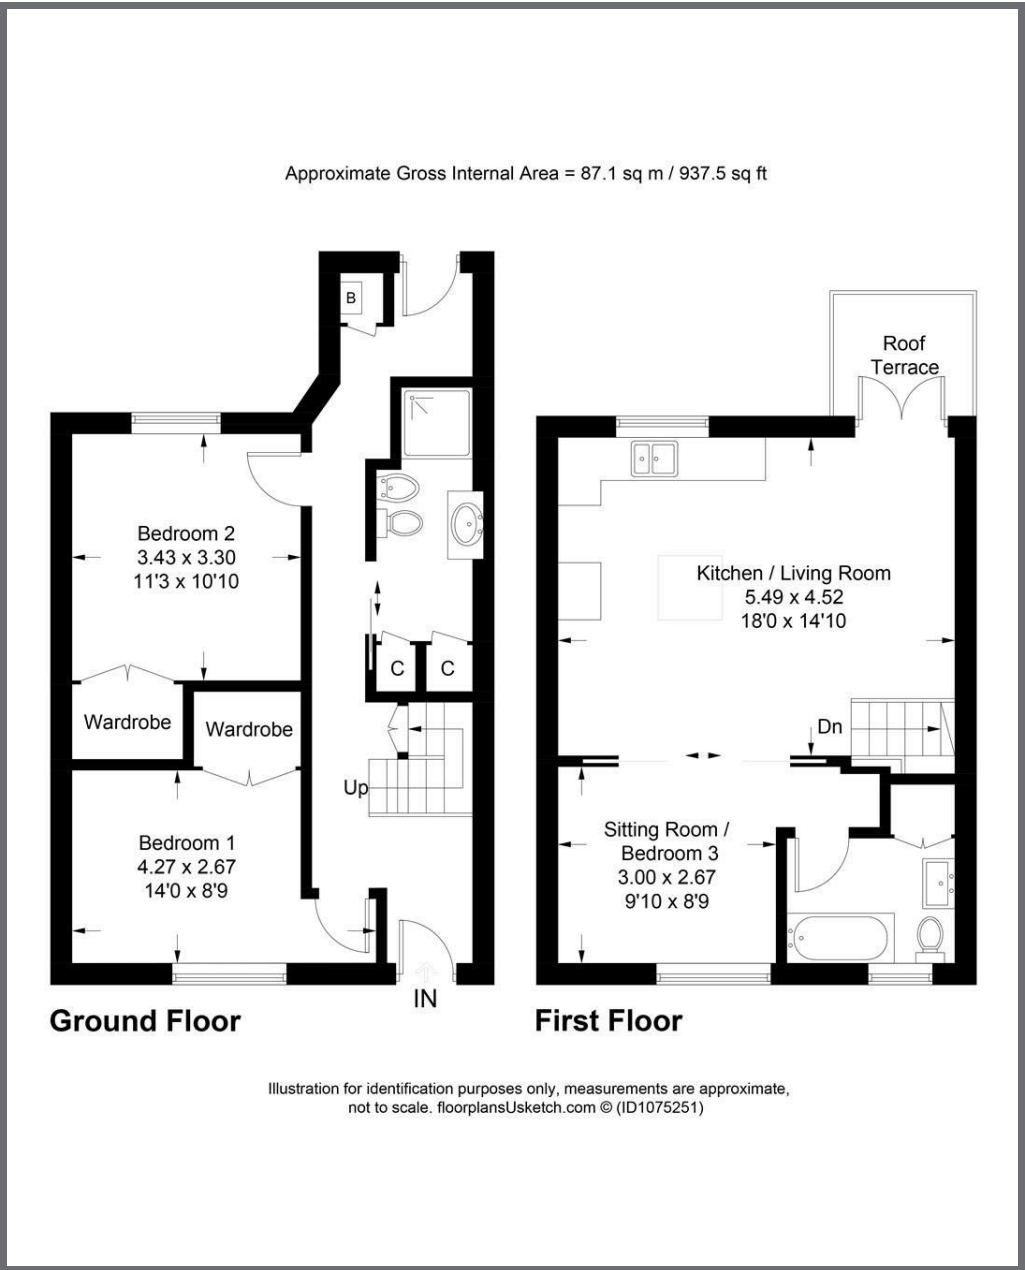 Approximate Gross Internal Area = 87.1 sq m / 937.5 sq ft
B
Bedroom 2
3.43 x 3.30
11'3 x 10'10
C
C
Wardrobe
Wardrobe
Up
Bedroom 1
4.27 x 2.67
14'0 x 8'9
IN
Ground Floor
Roof
Terrace
Kitchen / Living Room
5.49 x 4.52
18'0 x 14'10
Dn
Sitting Room /
Bedroom 3
3.00 x 2.67
9'10 x 8'9
First Floor
Illustration for identification purposes only, measurements are approximate,
not to scale. floorplansUsketch.com © (ID1075251)